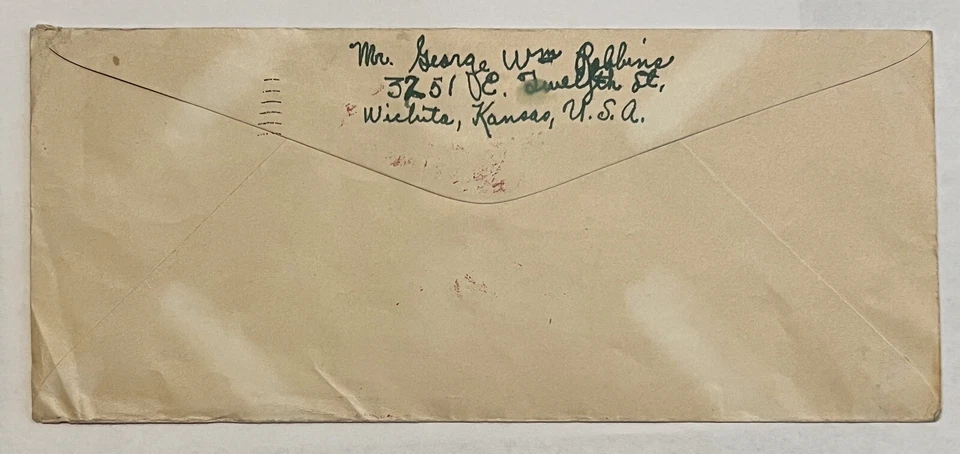 Mr. George Wm Robbins
3251 E. Twelfth St,
Wichita, Kansas, U.S.A.